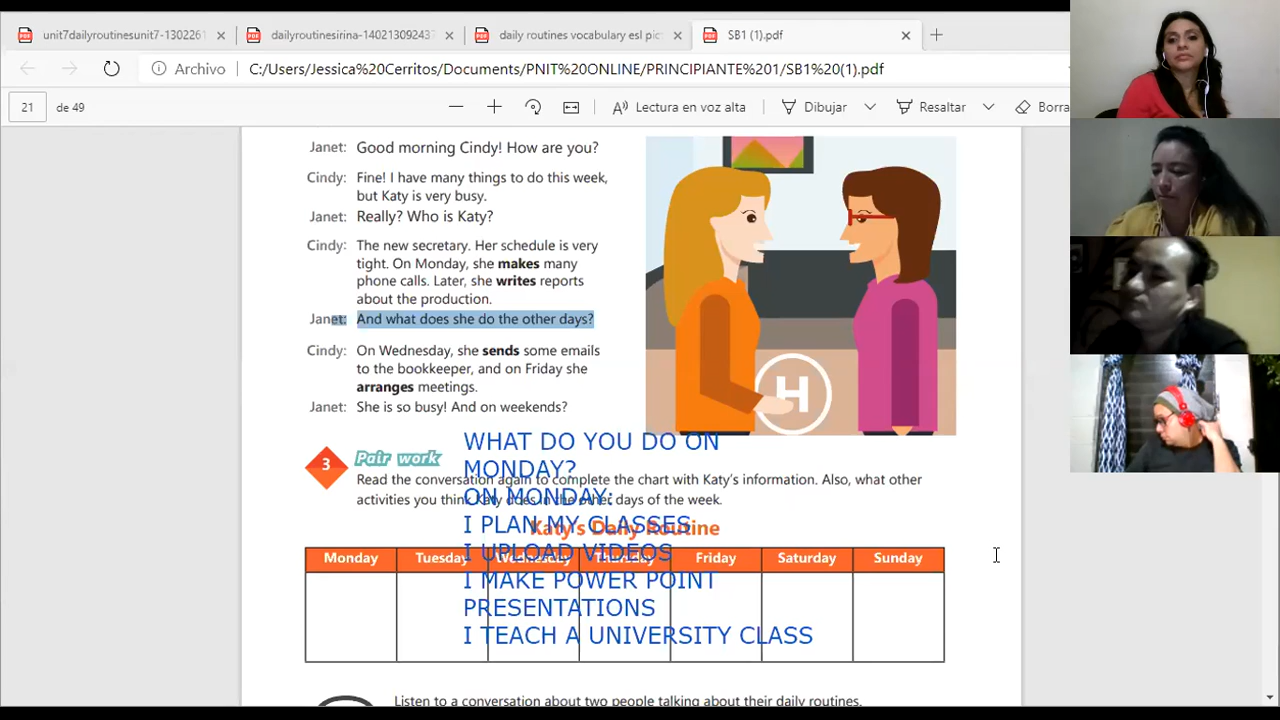 unit7dailyroutinesunit7-1302261
dailyroutinesirina-140213092437
daily routines vocabulary esl pic
SB1 (1).pdf
Archivo
C:/Users/Jessica%20Cerritos/Documents/PNIT%20ONLINE/PRINCIPIANTE%201/SB1%20(1).pdf
21 de 49
Lectura en voz alta
Dibujar
Resaltar
Borra
Janet: Good morning Cindy! How are you?
Cindy: Fine! I have many things to do this week,
but Katy is very busy.
Janet: Really? Who is Katy?
Cindy: The new secretary. Her schedule is very
tight. On Monday, she makes many
phone calls. Later, she writes reports
about the production.
Janet: And what does she do the other days?
Cindy: On Wednesday, she sends some emails
to the bookkeeper, and on Friday she
arranges meetings.
Janet: She is so busy! And on weekends?
H
WHAT DO YOU DO ON
MONDAY?
ON MONDAY:
I PLAN MY CLASSES
I UPLOAD VIDEOS
I MAKE POWER POINT
PRESENTATIONS
I TEACH A UNIVERSITY CLASS
3 Pair work
Read the conversation again to complete the chart with Katy's information. Also, what other
activities you think Katy does in the other days of the week.
Katy's Daily Routine
Monday Tuesday Wednesday Thursday Friday Saturday Sunday
Listen to a conversation about two people talking about their daily routines.